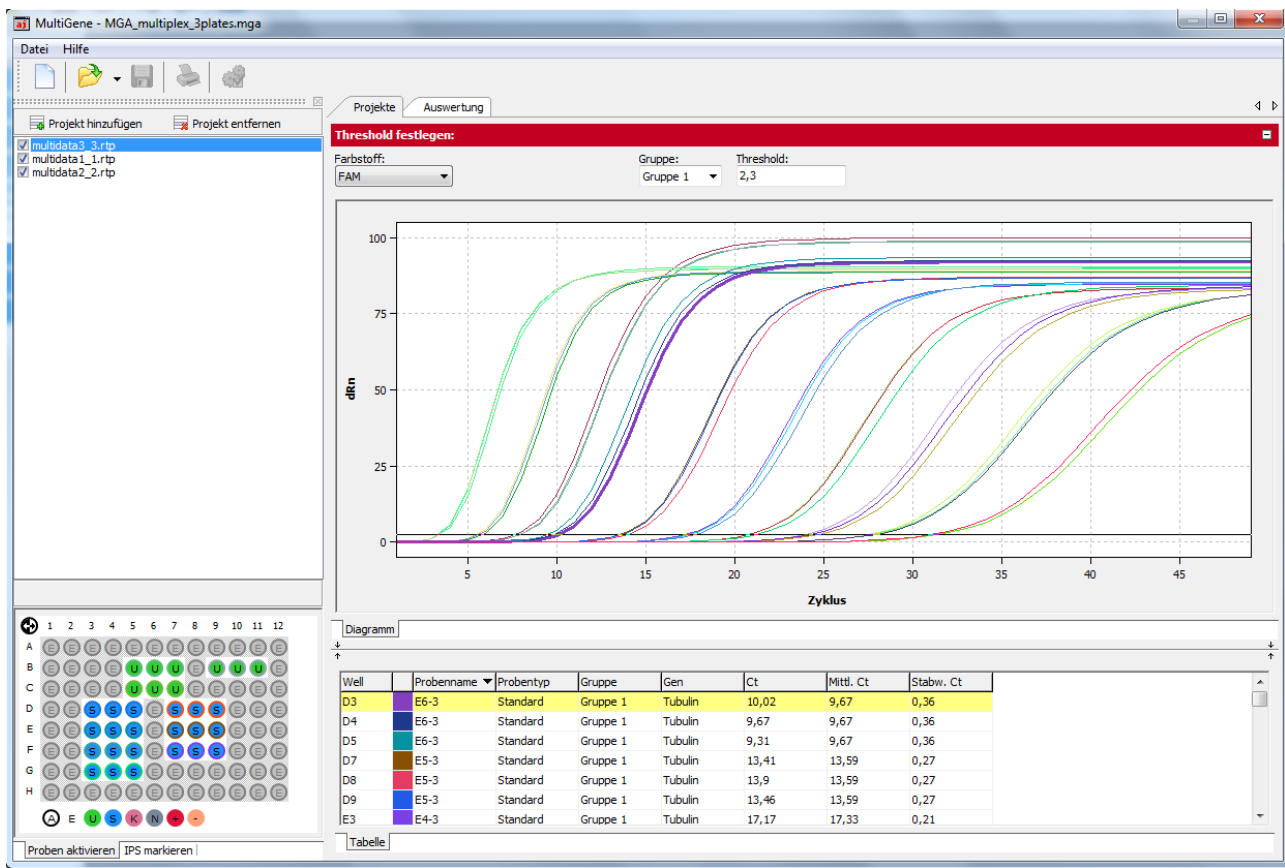 aj MultiGene - MGA_multiplex_3plates.mga
Datei Hilfe
Projekt hinzufügen Projekt entfernen
multidata3_3.rtp
multidata1_1.rtp
multidata2_2.rtp
Projekte Auswertung
Threshold festlegen:
Farbstoff: Gruppe: Threshold:
FAM Gruppe 1 2,3
dRn
100
75
50
25
0
5 10 15 20 25 30 35 40 45
Zyklus
Diagramm
1 2 3 4 5 6 7 8 9 10 11 12
A E E E E E E E E E E E E
B E E E E U U U E U U U E
C E E E E U U U E E E E E
D E E S S S E S S S E E E
E E E S S S E S S S E E E
F E E S S S E S S S E E E
G E E S S S E E E E E E E
H E E E E E E E E E E E E
A E U S K N + -
Proben aktivieren IPS markieren
Well Probenname Probentyp Gruppe Gen Ct Mittl. Ct Stabw. Ct
D3 E6-3 Standard Gruppe 1 Tubulin 10,02 9,67 0,36
D4 E6-3 Standard Gruppe 1 Tubulin 9,67 9,67 0,36
D5 E6-3 Standard Gruppe 1 Tubulin 9,31 9,67 0,36
D7 E5-3 Standard Gruppe 1 Tubulin 13,41 13,59 0,27
D8 E5-3 Standard Gruppe 1 Tubulin 13,9 13,59 0,27
D9 E5-3 Standard Gruppe 1 Tubulin 13,46 13,59 0,27
E3 E4-3 Standard Gruppe 1 Tubulin 17,17 17,33 0,21
Tabelle